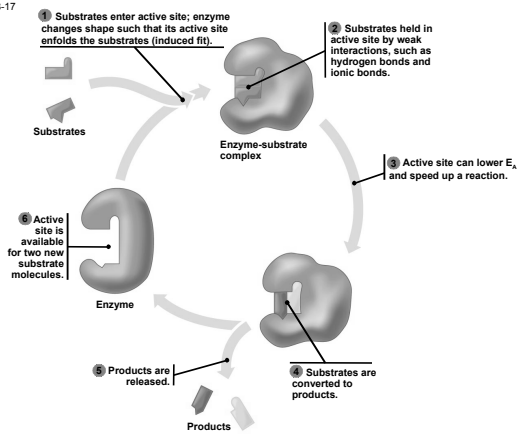 -17
1 Substrates enter active site; enzyme
changes shape such that its active site
enfolds the substrates (induced fit).
2 Substrates held in
active site by weak
interactions, such as
hydrogen bonds and
ionic bonds.
Substrates
Enzyme-substrate
complex
3 Active site can lower EA
and speed up a reaction.
6 Active
site is
available
for two new
substrate
molecules.
Enzyme
5 Products are
released.
4 Substrates are
converted to
products.
Products